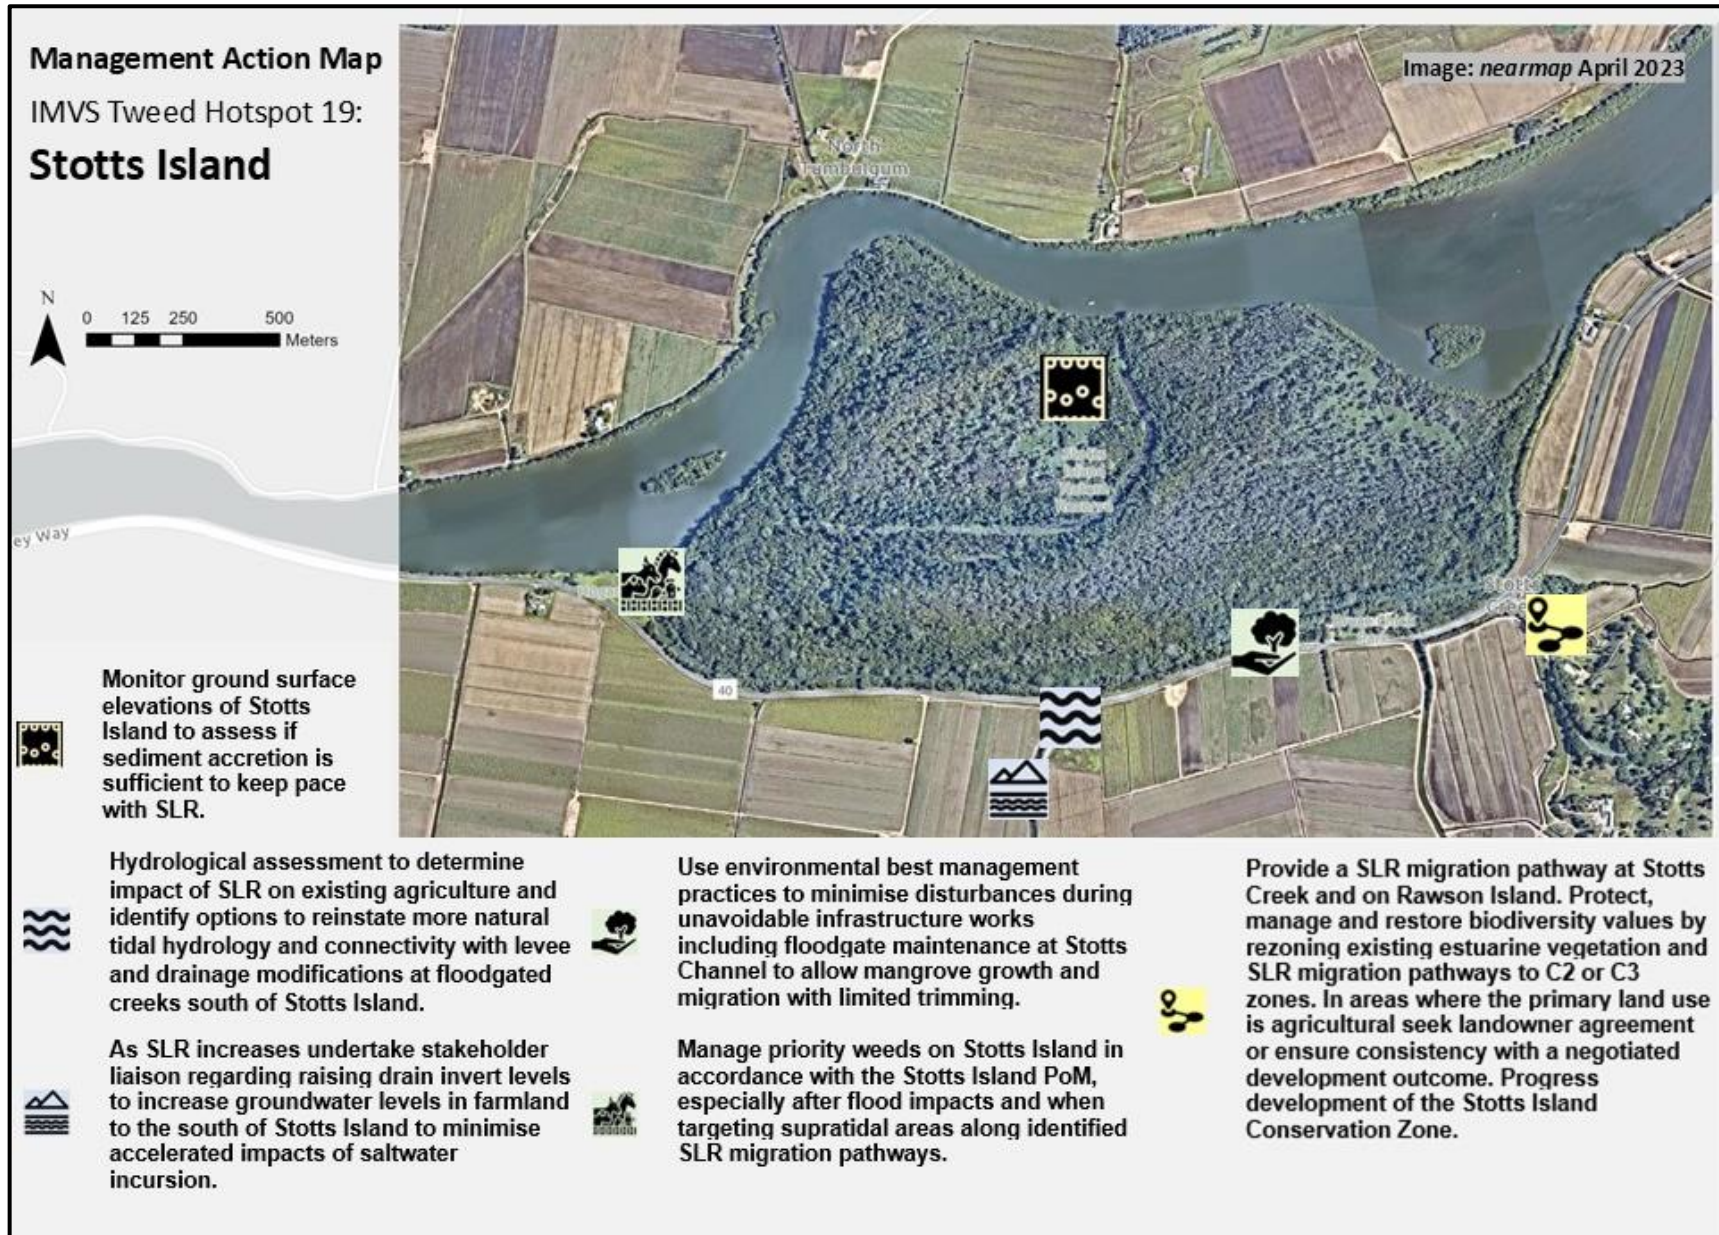 Management Action Map
IMVS Tweed Hotspot 19:
Stotts Island
Image: nearmap April 2023
North
Tumbulgum
N
0 125 250 500
Meters
ey Way
40
Stotts
Monitor ground surface
elevations of Stotts
Island to assess if
sediment accretion is
sufficient to keep pace
with SLR.
Hydrological assessment to determine
impact of SLR on existing agriculture and
identify options to reinstate more natural
tidal hydrology and connectivity with levee
and drainage modifications at floodgated
creeks south of Stotts Island.
As SLR increases undertake stakeholder
liaison regarding raising drain invert levels
to increase groundwater levels in farmland
to the south of Stotts Island to minimise
accelerated impacts of saltwater
incursion.
Use environmental best management
practices to minimise disturbances during
unavoidable infrastructure works
including floodgate maintenance at Stotts
Channel to allow mangrove growth and
migration with limited trimming.
Manage priority weeds on Stotts Island in
accordance with the Stotts Island PoM,
especially after flood impacts and when
targeting supratidal areas along identified
SLR migration pathways.
Provide a SLR migration pathway at Stotts
Creek and on Rawson Island. Protect,
manage and restore biodiversity values by
rezoning existing estuarine vegetation and
SLR migration pathways to C2 or C3
zones. In areas where the primary land use
is agricultural seek landowner agreement
or ensure consistency with a negotiated
development outcome. Progress
development of the Stotts Island
Conservation Zone.